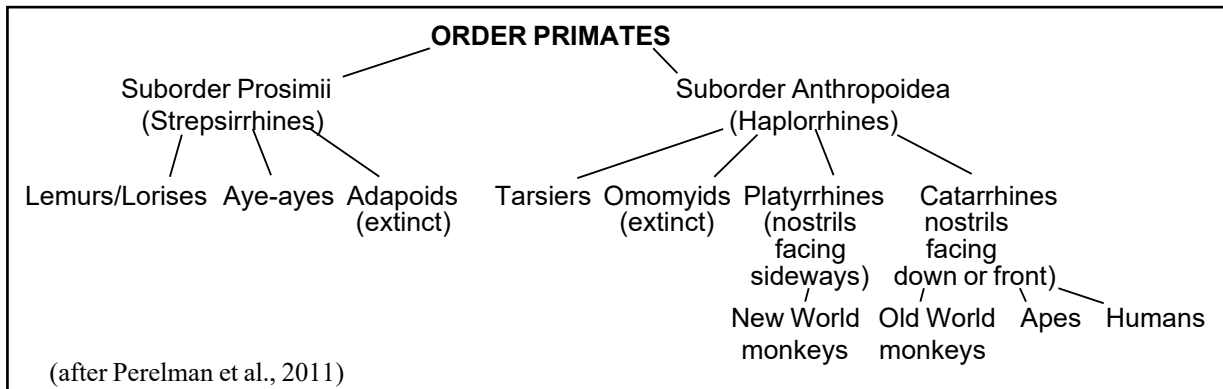 ORDER PRIMATES
Suborder Prosimii
(Strepsirrhines)
Suborder Anthropoidea
(Haplorrhines)
Lemurs/Lorises
Aye-ayes
Adapoids
(extinct)
Tarsiers
Omomyids
(extinct)
Platyrrhines
(nostrils
facing
sideways)
Catarrhines
nostrils
facing
down or front)
New World
monkeys
Old World
monkeys
Apes
Humans
(after Perelman et al., 2011)